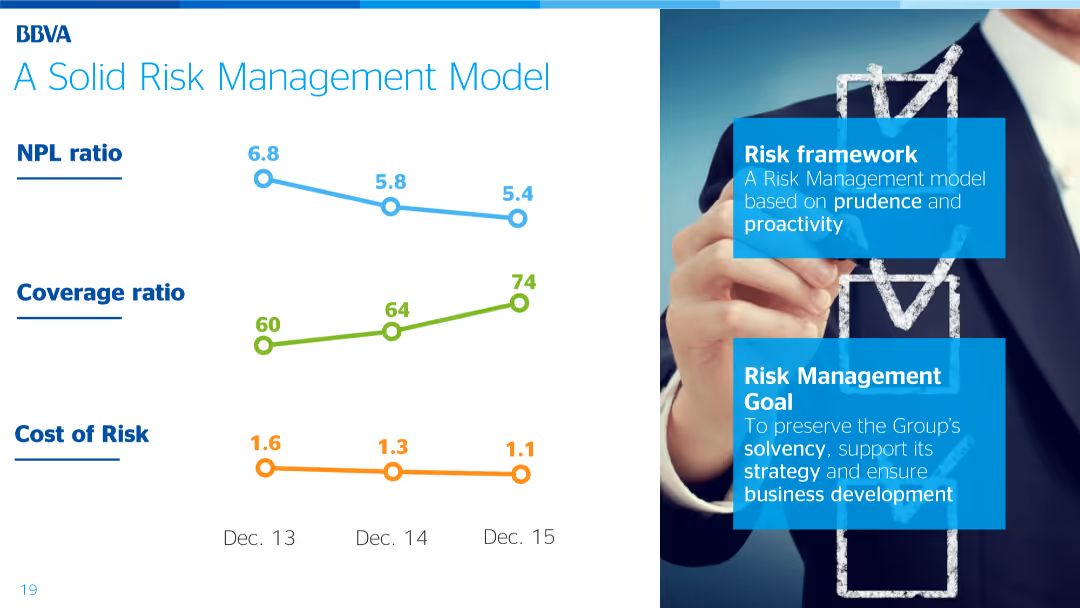 BBVA
A Solid Risk Management Model
NPL ratio
6.8
5.8
5.4
Coverage ratio
60
64
74
Cost of Risk
1.6
1.3
1.1
Dec. 13
Dec. 14
Dec. 15
Risk framework
A Risk Management model
based on prudence and
proactivity
Risk Management
Goal
To preserve the Group's
solvency, support its
strategy and ensure
business development
19